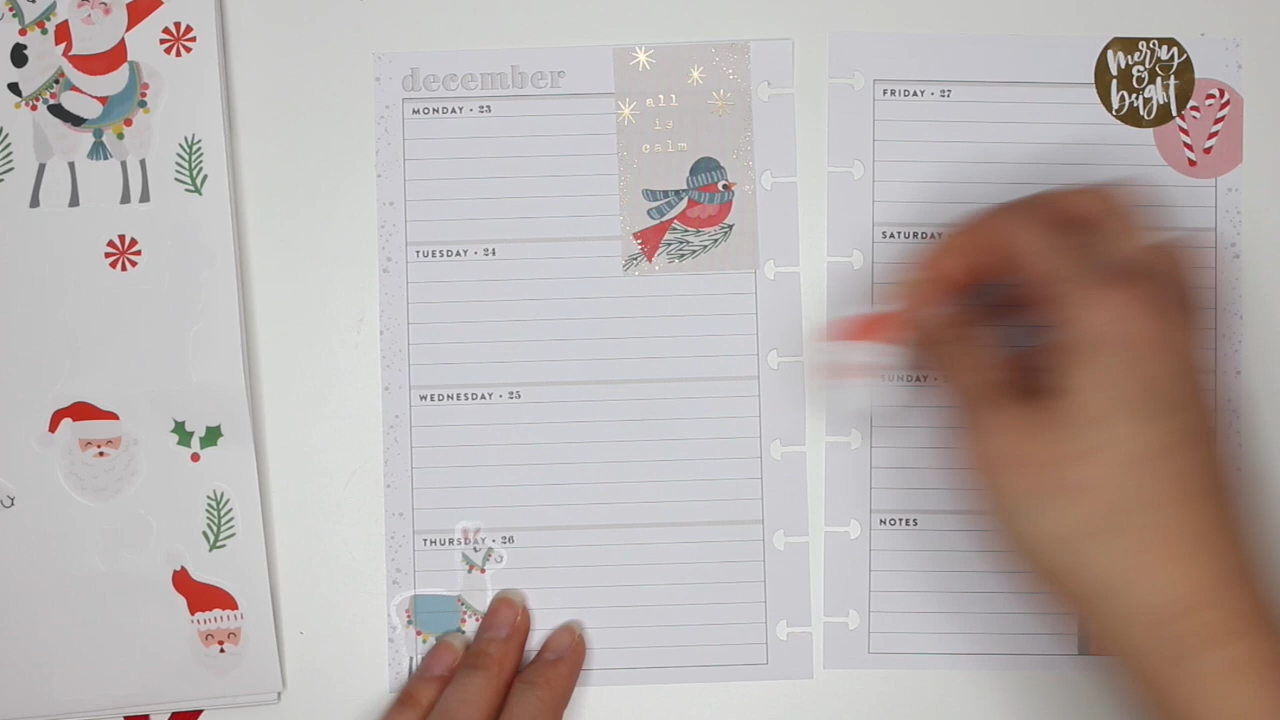 december
MONDAY • 23
all
is
calm
TUESDAY • 24
WEDNESDAY • 25
THURSDAY • 26
merry
&
bright
FRIDAY • 27
SATURDAY
SUNDAY •
NOTES